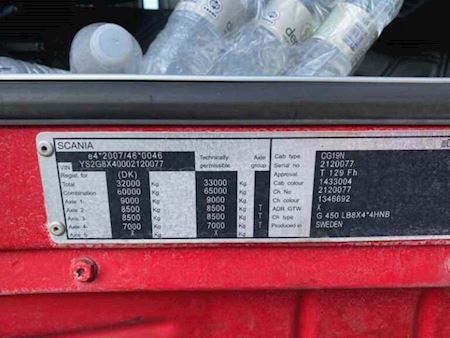 SCANIA
e4*2007/46*0046
VIN YS2G8X40002120077
Technically permissible Axle group
Regist. for (DK)
Total 32000 Kg 33000 Kg
Combination 60000 Kg 65000 Kg
Axle 1 9000 Kg 9000 Kg
Axle 2 8500 Kg 8500 Kg T
Axle 3 8500 Kg 8500 Kg T
Axle 4 7000 Kg 7000 Kg T
Axle 5 X Kg X Kg
Cab type CG19N
Serial No 2120077
Approval T 129 Fh
Cab colour 1433004
Ch No 2120077
Ch. colour 1346692
ADR. GTW X
Ch type G 450 LB8X4*4HNB
Produced in SWEDEN